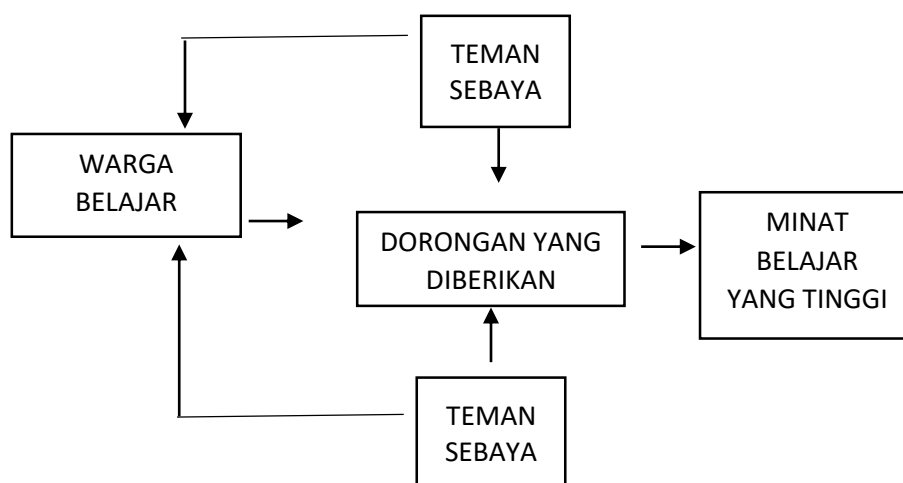 TEMAN
SEBAYA
WARGA
BELAJAR
DORONGAN YANG
DIBERIKAN
MINAT
BELAJAR
YANG TINGGI
TEMAN
SEBAYA